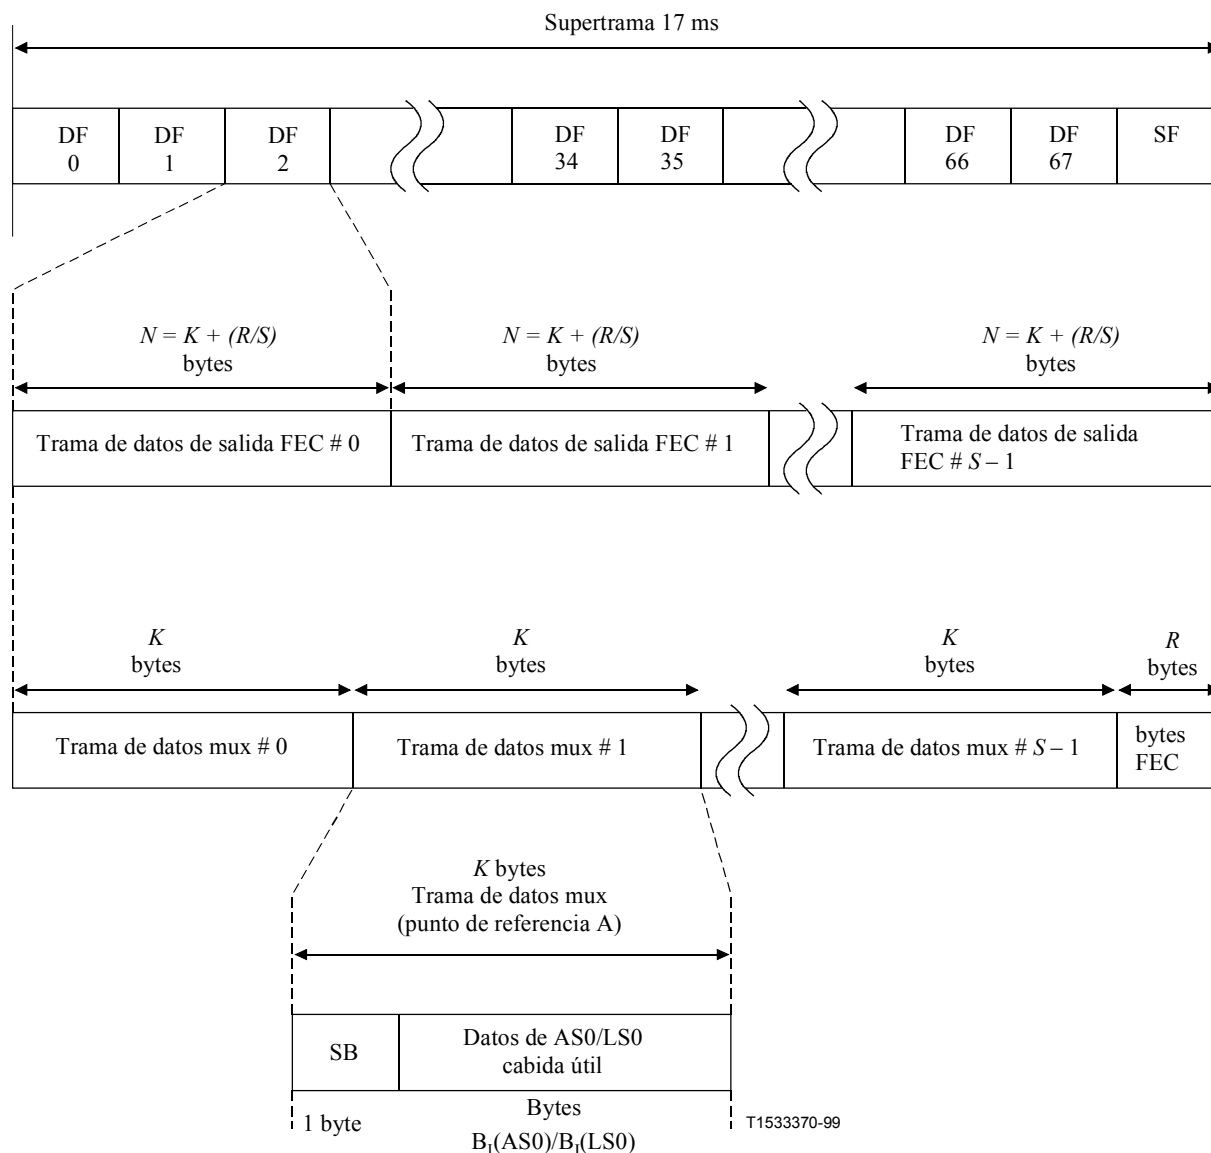 Supertrama 17 ms
DF 0
DF 1
DF 2
DF 34
DF 35
DF 66
DF 67
SF
N = K + (R/S)
bytes
N = K + (R/S)
bytes
N = K + (R/S)
bytes
Trama de datos de salida FEC # 0
Trama de datos de salida FEC # 1
Trama de datos de salida
FEC # S – 1
K
bytes
K
bytes
K
bytes
R
bytes
Trama de datos mux # 0
Trama de datos mux # 1
Trama de datos mux # S – 1
bytes
FEC
K bytes
Trama de datos mux
(punto de referencia A)
SB
Datos de AS0/LS0
cabida útil
1 byte
Bytes
B_I(AS0)/B_I(LS0)
T1533370-99